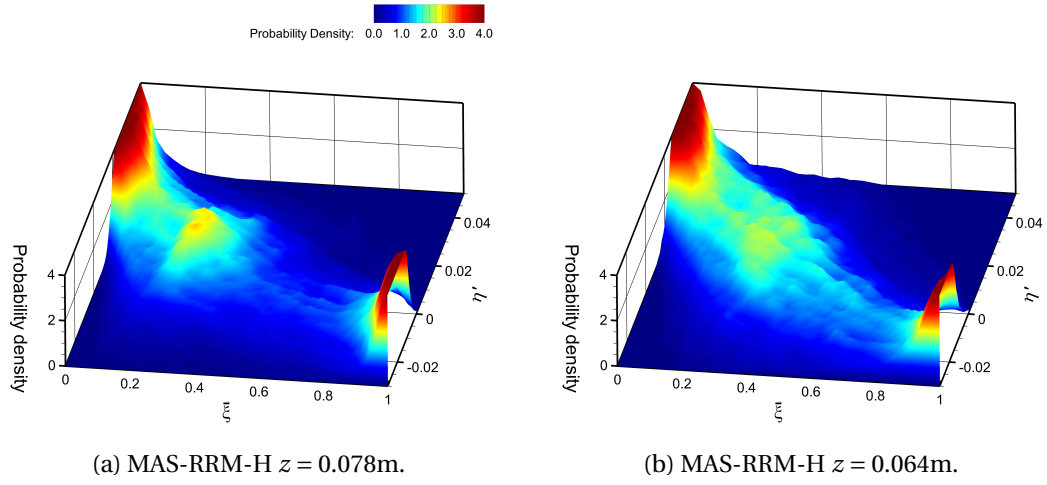 Probability Density: 0.0 1.0 2.0 3.0 4.0
Probability density
4
2
0
0
0.2
0.4
0.6
0.8
1
ξ̄
0.04
0.02
0
-0.02
η'
Probability density
4
2
0
0
0.2
0.4
0.6
0.8
1
ξ̄
0.04
0.02
0
-0.02
η'
(a) MAS-RRM-H z = 0.078m.
(b) MAS-RRM-H z = 0.064m.